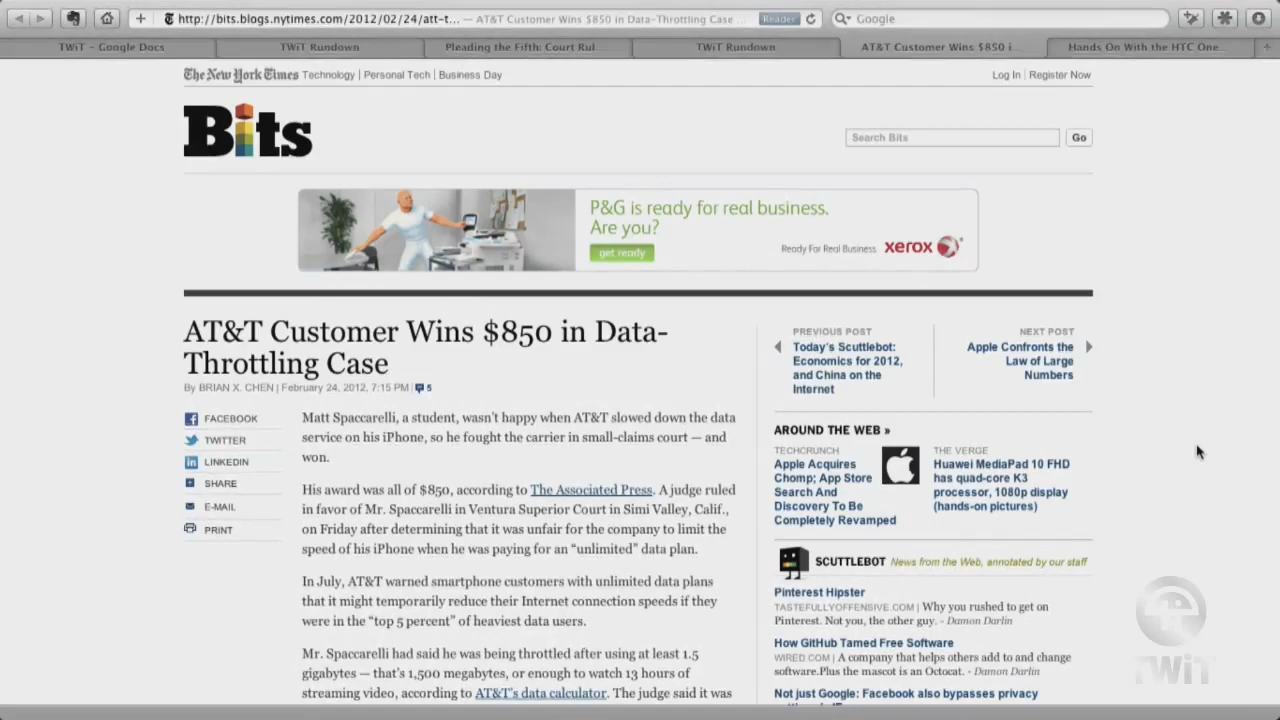 http://bits.blogs.nytimes.com/2012/02/24/att-t... — AT&T Customer Wins $850 in Data-Throttling Case ... Reader
Google
TWiT - Google Docs
TWiT Rundown
Pleading the Fifth: Court Rul...
TWiT Rundown
AT&T Customer Wins $850 i...
Hands On With the HTC One...
The New York Times Technology | Personal Tech | Business Day
Log In | Register Now
Bits
Search Bits
Go
P&G is ready for real business.
Are you?
get ready
Ready For Real Business xerox
AT&T Customer Wins $850 in Data-
Throttling Case
By BRIAN X. CHEN | February 24, 2012, 7:15 PM | 5
FACEBOOK
TWITTER
LINKEDIN
SHARE
E-MAIL
PRINT
Matt Spaccarelli, a student, wasn't happy when AT&T slowed down the data
service on his iPhone, so he fought the carrier in small-claims court — and
won.
His award was all of $850, according to The Associated Press. A judge ruled
in favor of Mr. Spaccarelli in Ventura Superior Court in Simi Valley, Calif.,
on Friday after determining that it was unfair for the company to limit the
speed of his iPhone when he was paying for an “unlimited” data plan.
In July, AT&T warned smartphone customers with unlimited data plans
that it might temporarily reduce their Internet connection speeds if they
were in the “top 5 percent” of heaviest data users.
Mr. Spaccarelli had said he was being throttled after using at least 1.5
gigabytes — that's 1,500 megabytes, or enough to watch 13 hours of
streaming video, according to AT&T's data calculator. The judge said it was
PREVIOUS POST
Today's Scuttlebot:
Economics for 2012,
and China on the
Internet
NEXT POST
Apple Confronts the
Law of Large
Numbers
AROUND THE WEB »
TECHCRUNCH
Apple Acquires
Chomp; App Store
Search And
Discovery To Be
Completely Revamped
THE VERGE
Huawei MediaPad 10 FHD
has quad-core K3
processor, 1080p display
(hands-on pictures)
SCUTTLEBOT News from the Web, annotated by our staff
Pinterest Hipster
TASTEFULLYOFFENSIVE.COM | Why you rushed to get on
Pinterest. Not you, the other guy. - Damon Darlin
How GitHub Tamed Free Software
WIRED.COM | A company that helps others add to and change
software.Plus the mascot is an Octocat. - Damon Darlin
Not just Google: Facebook also bypasses privacy
TWiT